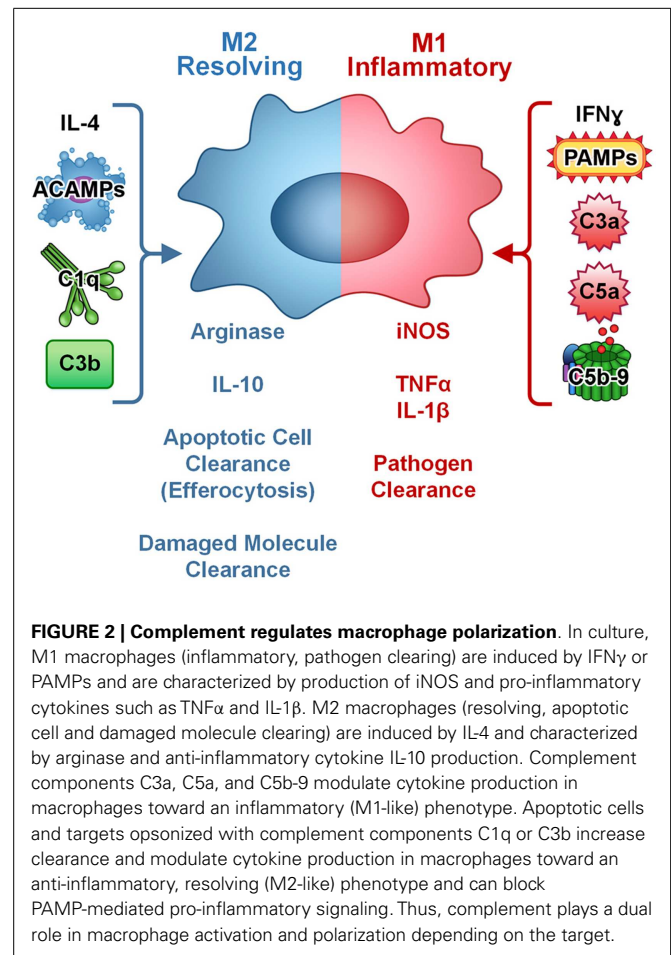 M2
Resolving
M1
Inflammatory
IL-4
ACAMPs
C1q
C3b
IFNɣ
PAMPs
C3a
C5a
C5b-9
Arginase
IL-10
Apoptotic Cell
Clearance
(Efferocytosis)
Damaged Molecule
Clearance
iNOS
TNFα
IL-1β
Pathogen
Clearance
FIGURE 2 | Complement regulates macrophage polarization. In culture,
M1 macrophages (inflammatory, pathogen clearing) are induced by IFNγ or
PAMPs and are characterized by production of iNOS and pro-inflammatory
cytokines such as TNFα and IL-1β. M2 macrophages (resolving, apoptotic
cell and damaged molecule clearing) are induced by IL-4 and characterized
by arginase and anti-inflammatory cytokine IL-10 production. Complement
components C3a, C5a, and C5b-9 modulate cytokine production in
macrophages toward an inflammatory (M1-like) phenotype. Apoptotic cells
and targets opsonized with complement components C1q or C3b increase
clearance and modulate cytokine production in macrophages toward an
anti-inflammatory, resolving (M2-like) phenotype and can block
PAMP-mediated pro-inflammatory signaling. Thus, complement plays a dual
role in macrophage activation and polarization depending on the target.